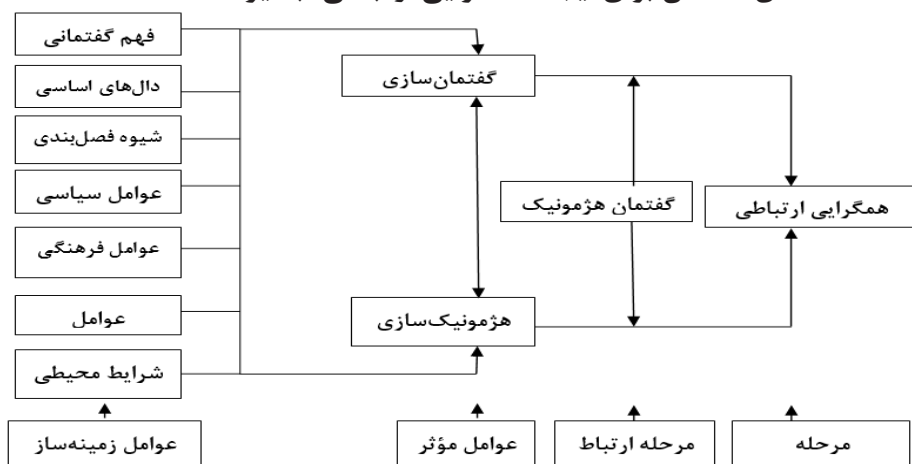 فهم گفتمانی
دال‌های اساسی
شیوه فصل‌بندی
عوامل سیاسی
عوامل فرهنگی
عوامل
شرایط محیطی
گفتمان‌سازی
هژمونیک‌سازی
گفتمان هژمونیک
همگرایی ارتباطی
عوامل زمینه‌ساز
عوامل مؤثر
مرحله ارتباط
مرحله